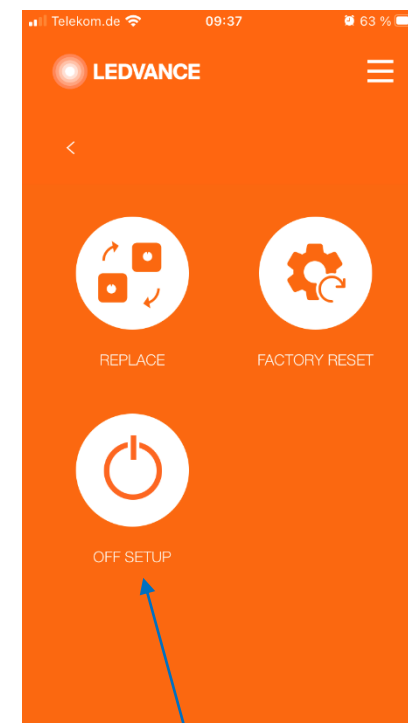 Telekom.de 09:37 63 %
LEDVANCE
REPLACE FACTORY RESET
OFF SETUP